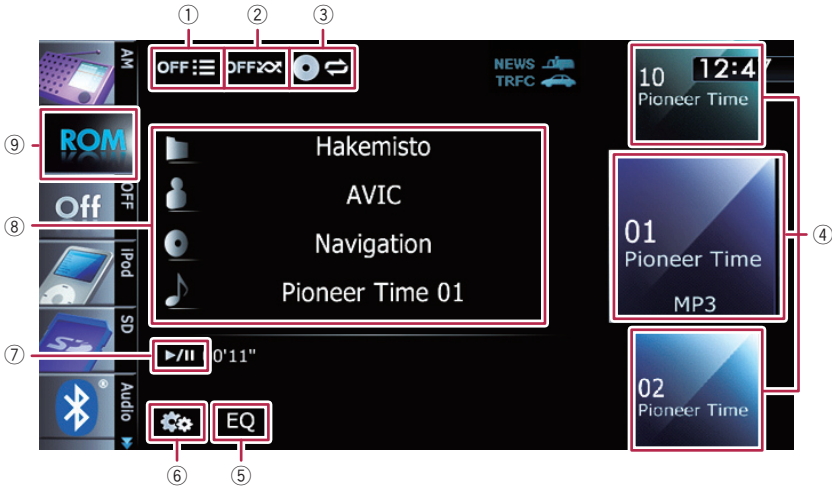 ① ② ③
AM
OFF OFF
NEWS
TRFC
10
Pioneer Time
12:47
⑨
ROM
Hakemisto
AVIC
Navigation
Pioneer Time 01
⑧
Off
OFF
iPod
01
Pioneer Time
MP3
④
SD
⑦
►/II 0'11"
02
Pioneer Time
® Audio
EQ
⑥ ⑤